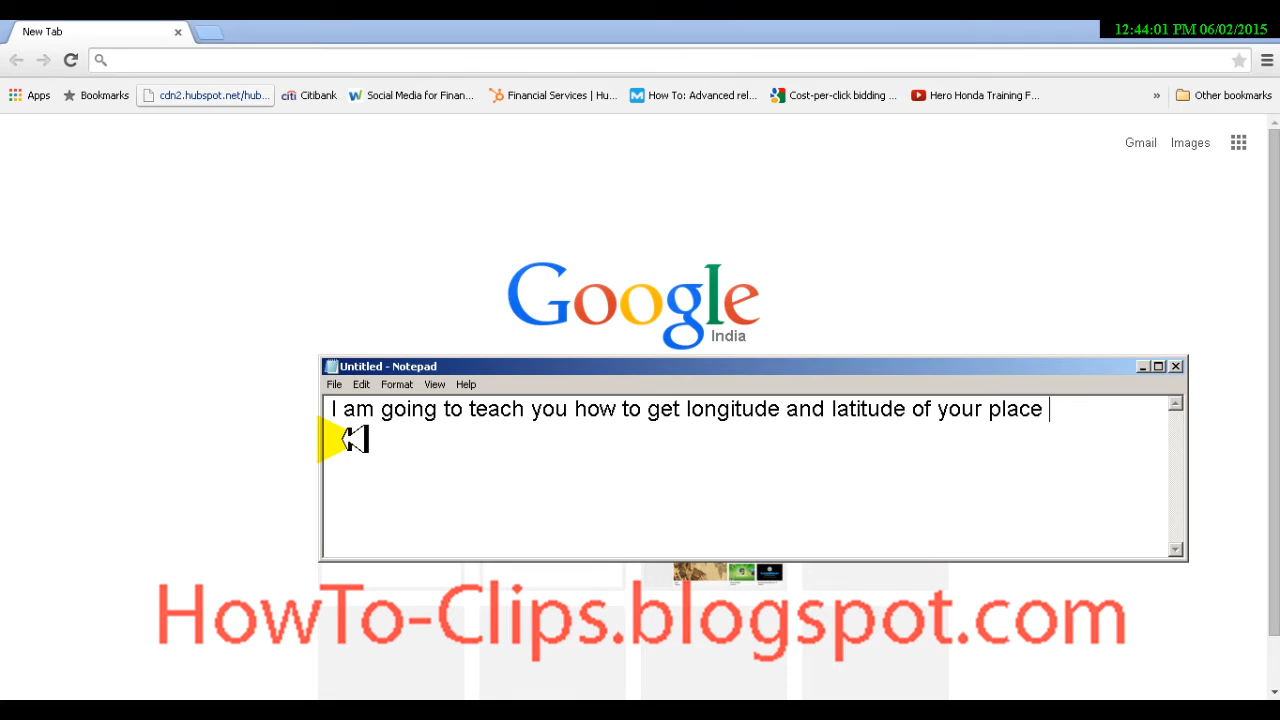 New Tab
12:44:01 PM 06/02/2015
Apps
Bookmarks
cdn2.hubspot.net/hub...
citi Citibank
Social Media for Finan...
Financial Services | Hu...
How To: Advanced rel...
Cost-per-click bidding ...
Hero Honda Training F...
»
Other bookmarks
Gmail Images
Google
India
Untitled - Notepad
File Edit Format View Help
I am going to teach you how to get longitude and latitude of your place
HowTo-Clips.blogspot.com